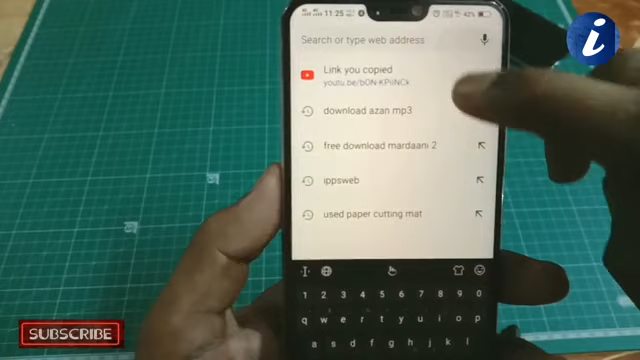 11:25
42%
Search or type web address
Link you copied
download azan mp3
free download mardaani 2
ippsweb
used paper cutting mat
1 2 3 4 5 6 7 8 9 0
q w e r t y u i o p
a s d f g h j k l
i
SUBSCRIBE